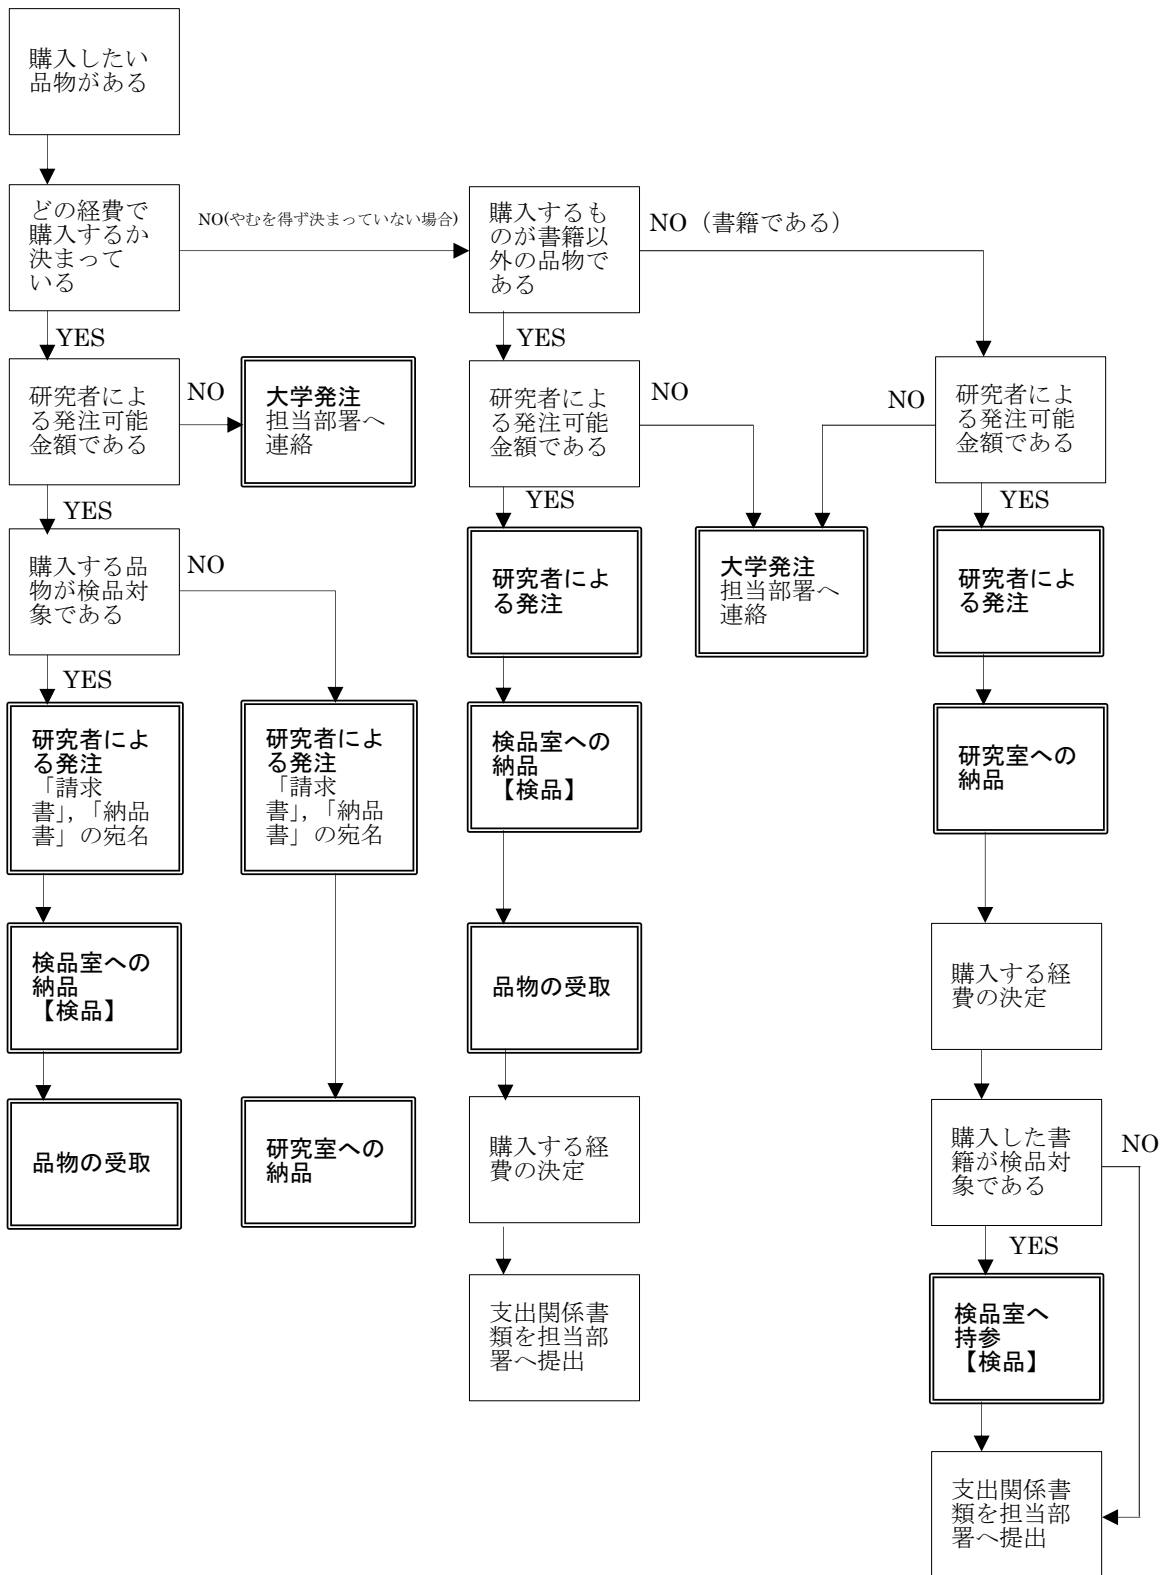 購入したい
品物がある
どの経費で
購入するか
決まって
いる
NO(やむを得ず決まっていない場合)
購入するも
のが書籍以
外の品物で
ある
NO（書籍である）
YES
YES
研究者によ
る発注可能
金額である
NO
大学発注
担当部署へ
連絡
研究者によ
る発注可能
金額である
NO
NO
研究者によ
る発注可能
金額である
YES
YES
YES
購入する品
物が検品対
象である
NO
研究者によ
る発注
大学発注
担当部署へ
連絡
研究者によ
る発注
YES
研究者によ
る発注
「請求
書」，「納品
書」の宛名
研究者によ
る発注
「請求
書」，「納品
書」の宛名
検品室への
納品
【検品】
研究室への
納品
検品室への
納品
【検品】
品物の受取
購入する経
費の決定
品物の受取
研究室への
納品
購入する経
費の決定
購入した書
籍が検品対
象である
NO
YES
支出関係書
類を担当部
署へ提出
検品室へ
持参
【検品】
支出関係書
類を担当部
署へ提出